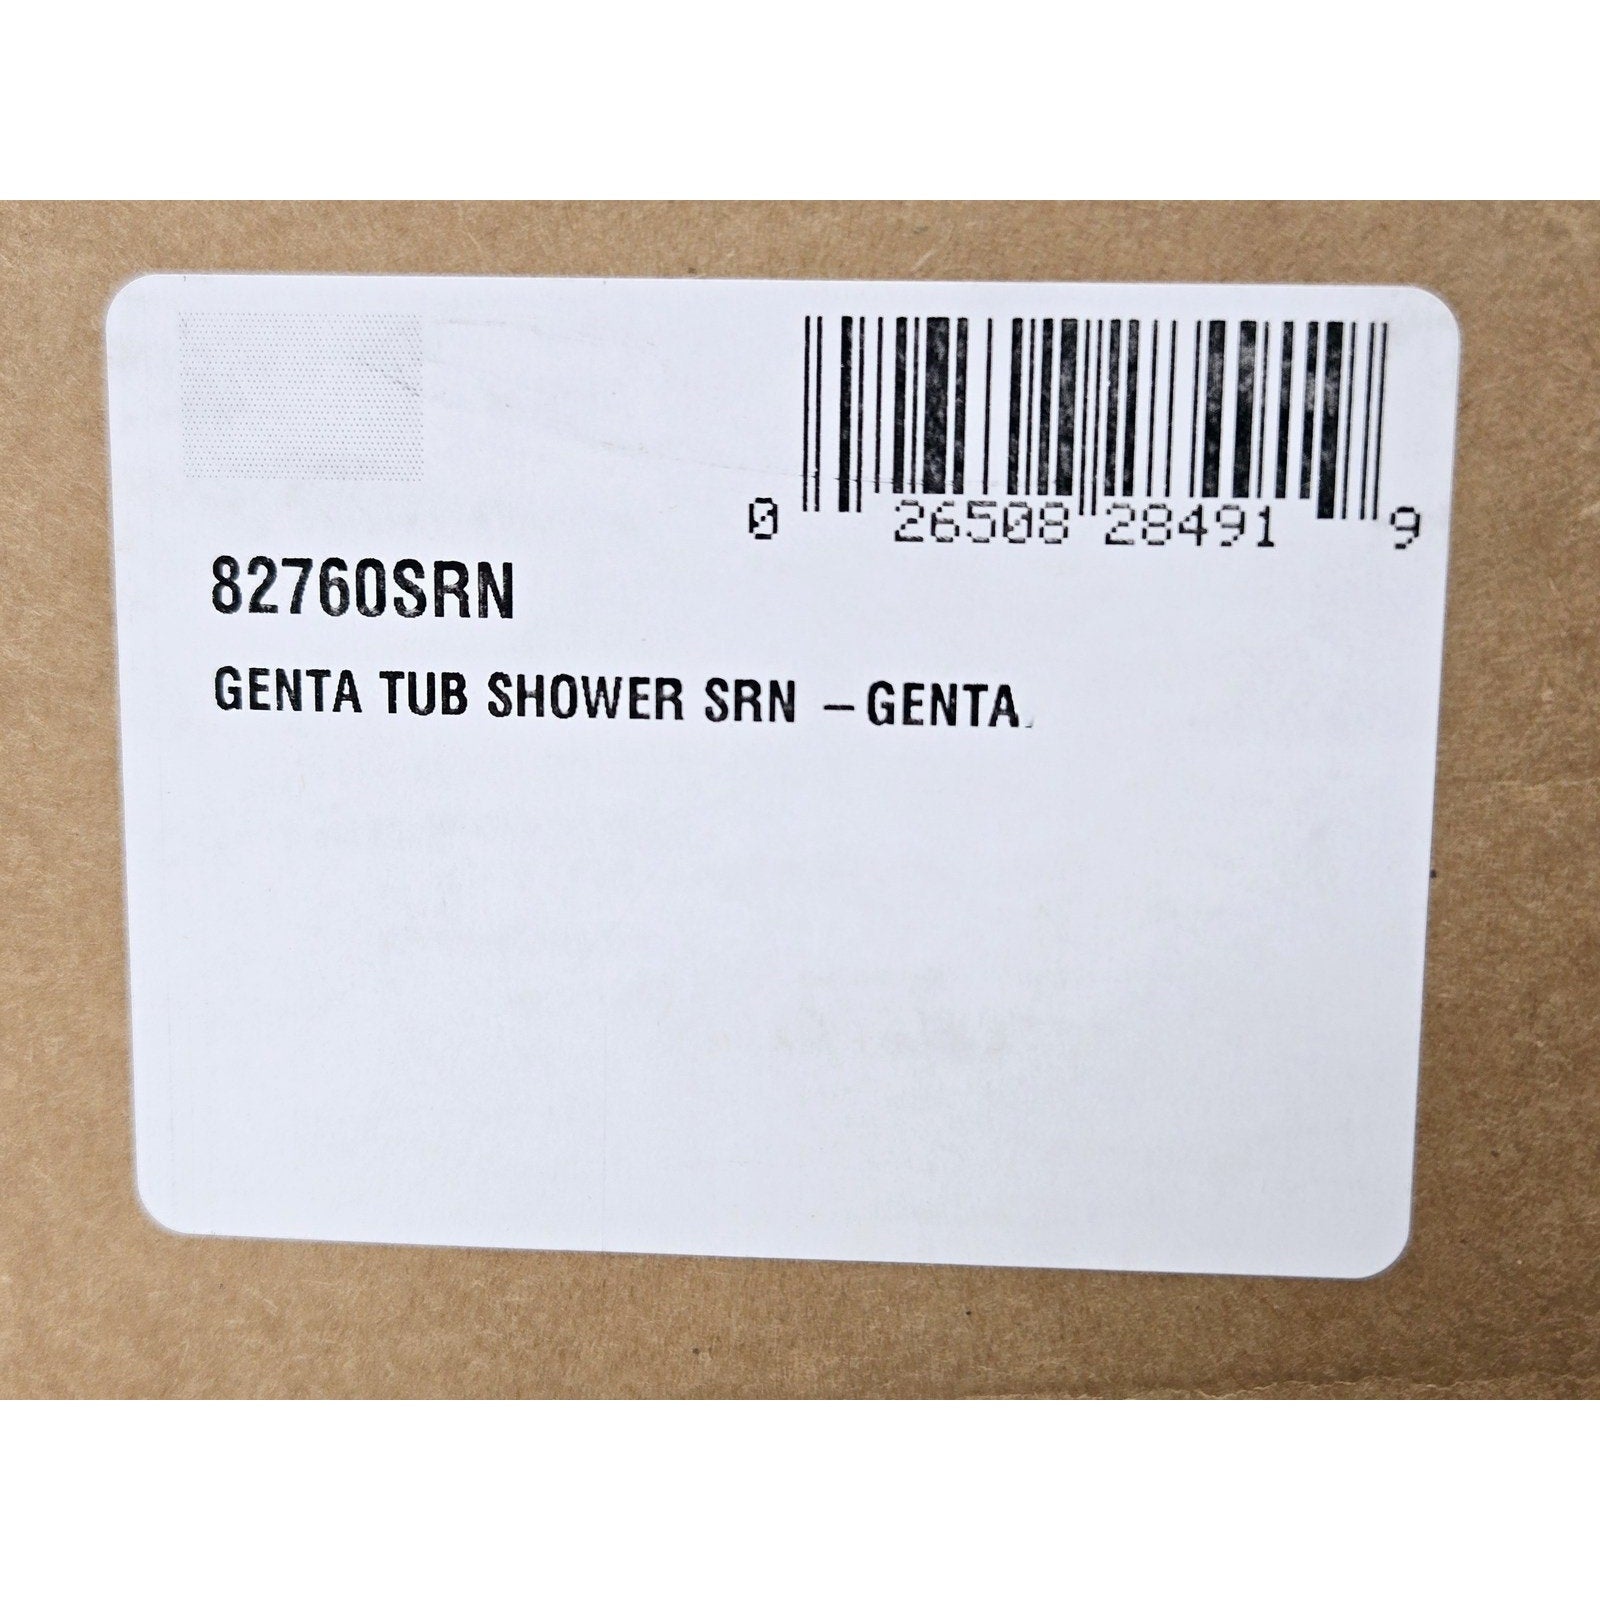 0 26508 28491 9
82760SRN
GENTA TUB SHOWER SRN –GENTA.